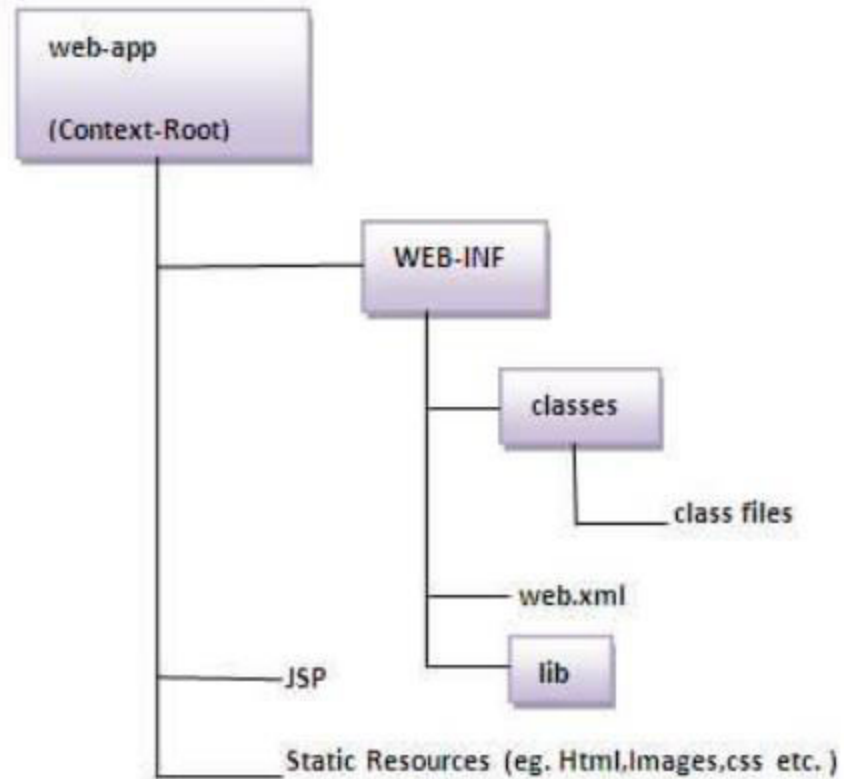 web-app
(Context-Root)
WEB-INF
classes
class files
web.xml
lib
JSP
Static Resources (eg. Html,Images,css etc. )